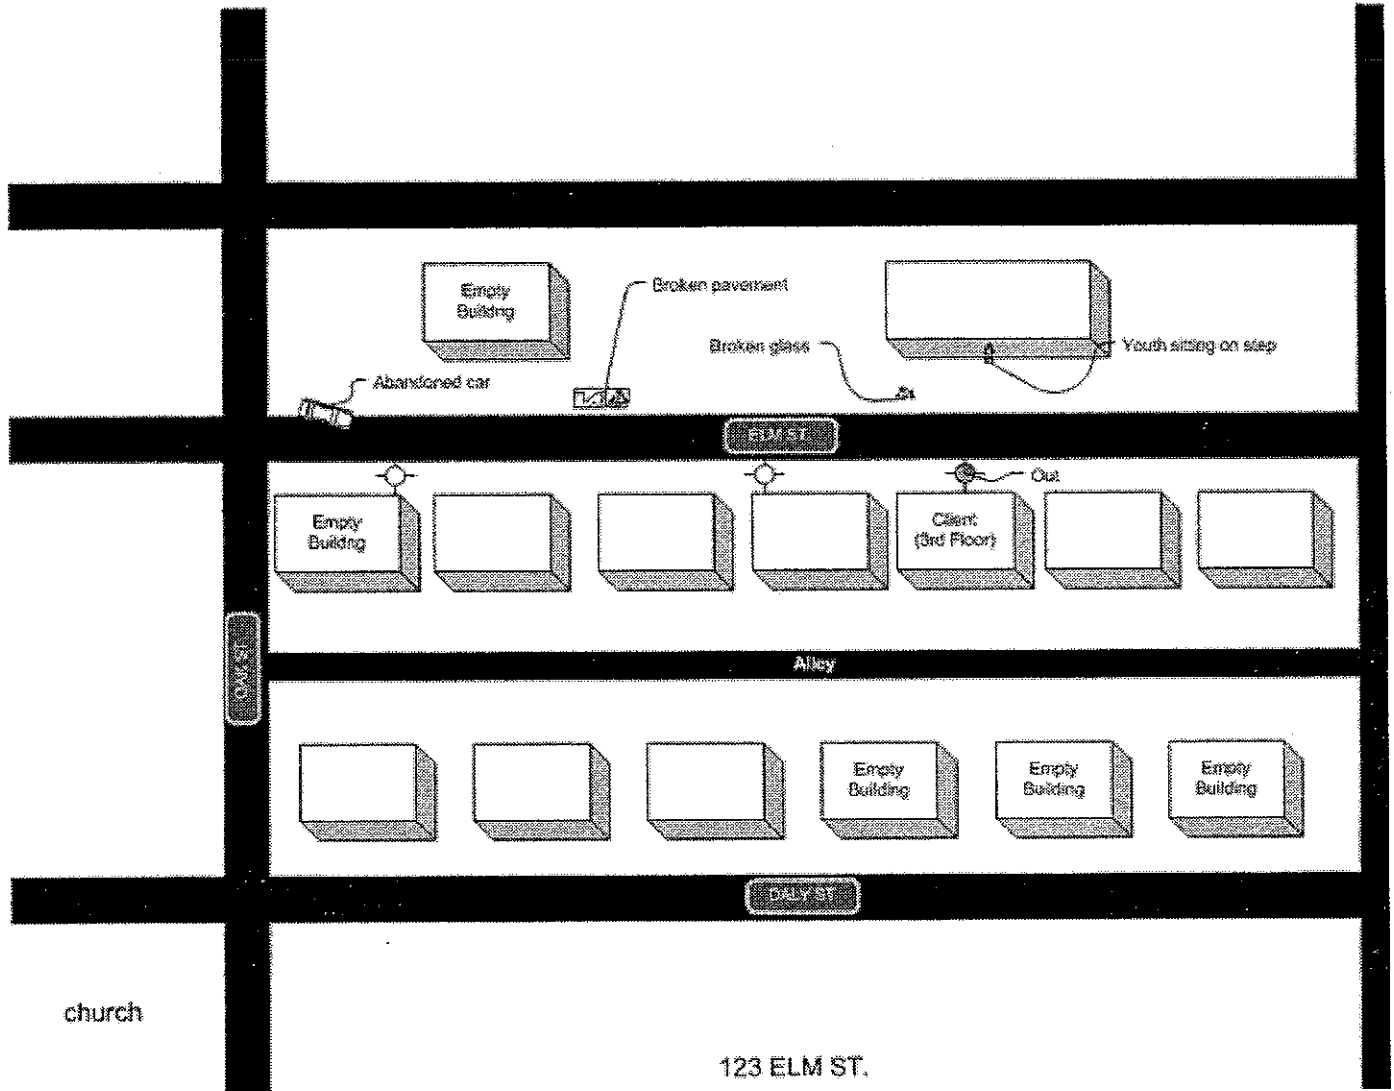 Empty
Building
Broken pavement
Broken glass
Youth sitting on step
Abandoned car
ELM ST.
Out
Empty
Building
Client
(3rd Floor)
Alley
Empty
Building
Empty
Building
Empty
Building
DALY ST
church
123 ELM ST.